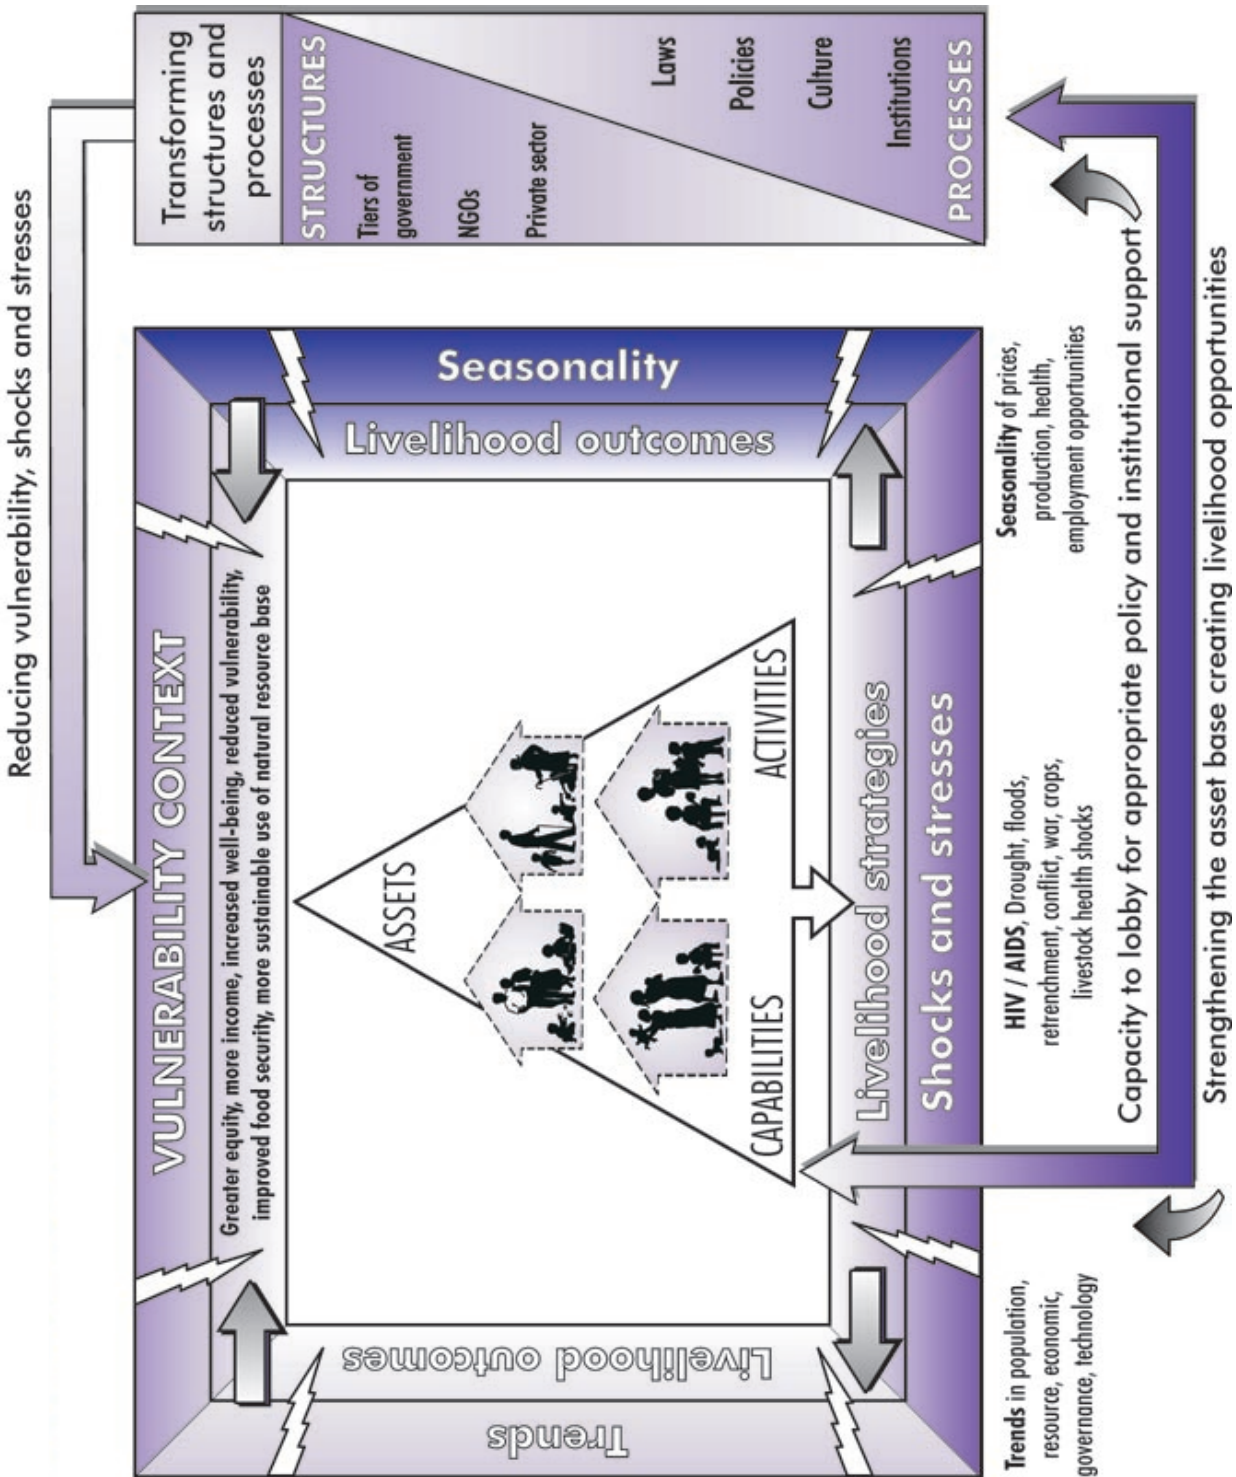 Reducing vulnerability, shocks and stresses
VULNERABILITY CONTEXT
Greater equity, more income, increased well-being, reduced vulnerability,
improved food security, more sustainable use of natural resource base
Trends
Livelihood outcomes
ASSETS
CAPABILITIES
ACTIVITIES
Livelihood outcomes
Seasonality
Livelihood strategies
Shocks and stresses
Transforming
structures and
processes
STRUCTURES
Tiers of
government
NGOs
Private sector
Laws
Policies
Culture
Institutions
PROCESSES
Trends in population,
resource, economic,
governance, technology
HIV / AIDS, Drought, floods,
retrenchment, conflict, war, crops,
livestock health shocks
Seasonality of prices,
production, health,
employment opportunities
Capacity to lobby for appropriate policy and institutional support
Strengthening the asset base creating livelihood opportunities